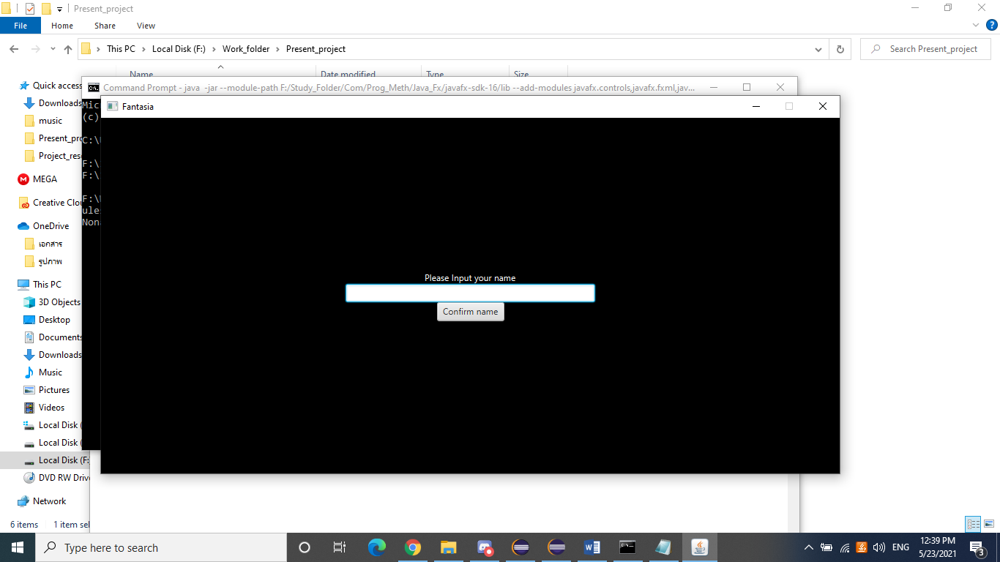 Present_project
File Home Share View
This PC Local Disk (F:) Work_folder Present_project
Search Present_project
Name Date modified Type Size
Command Prompt - java -jar --module-path F:/Study_Folder/Com/Prog_Meth/Java_Fx/javafx-sdk-16/lib --add-modules javafx.controls,javafx.fxml,jav...
Fantasia
Mic
(c)
C:\
F:\
F:\
F:\
ule
Non
Please Input your name
Confirm name
Quick access
Downloads
music
Present_pro
Project_res
MEGA
Creative Clou
OneDrive
เอกสาร
รูปภาพ
This PC
3D Objects
Desktop
Documents
Downloads
Music
Pictures
Videos
Local Disk (
Local Disk (
Local Disk (F:
DVD RW Drive
Network
6 items 1 item sel
Type here to search
ENG
12:39 PM
5/23/2021
3